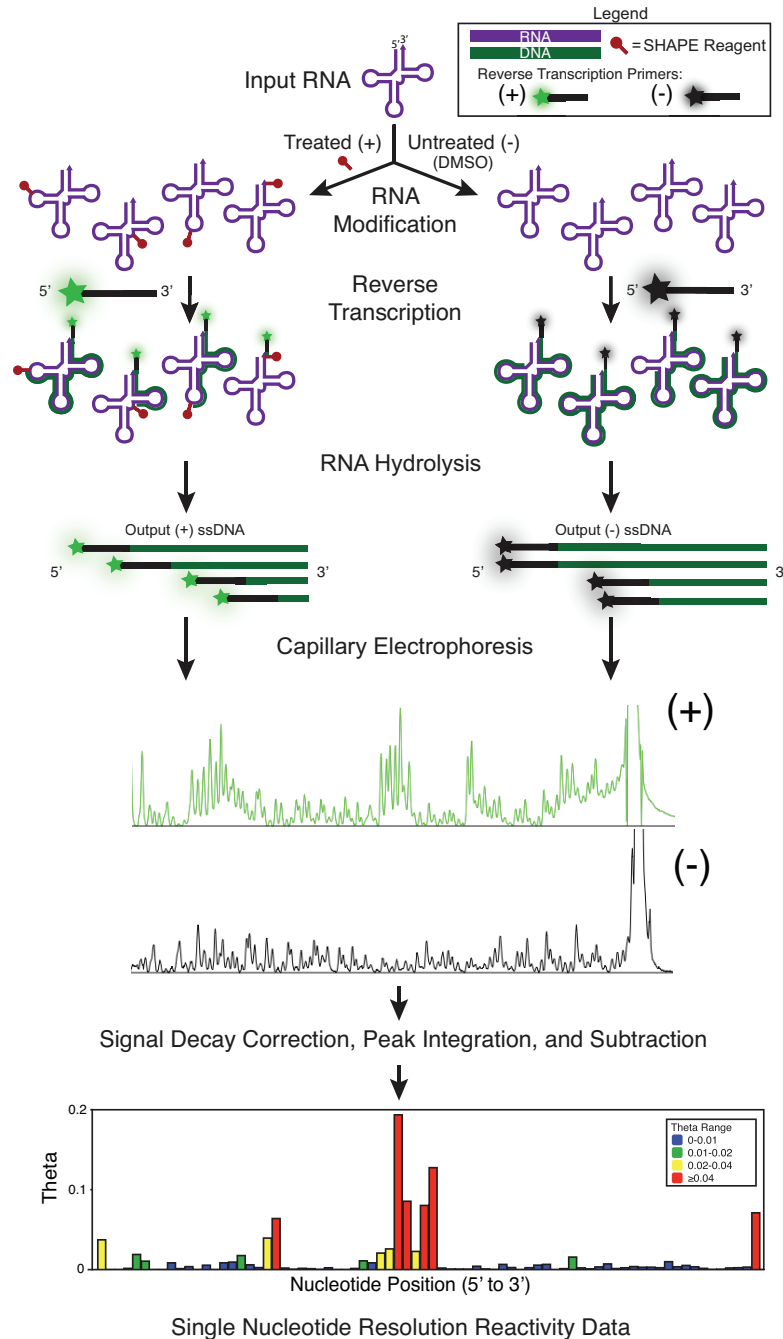 Legend
RNA
DNA
= SHAPE Reagent
Reverse Transcription Primers:
(+)
(-)
5' 3'
Input RNA
Treated (+)
Untreated (-)
(DMSO)
RNA
Modification
Reverse
Transcription
5' 3'
5' 3'
RNA Hydrolysis
Output (+) ssDNA
Output (-) ssDNA
5' 3'
5' 3'
Capillary Electrophoresis
(+)
(-)
Signal Decay Correction, Peak Integration, and Subtraction
0.2
0.1
0
Theta
Theta Range
0-0.01
0.01-0.02
0.02-0.04
≥0.04
Nucleotide Position (5' to 3')
Single Nucleotide Resolution Reactivity Data